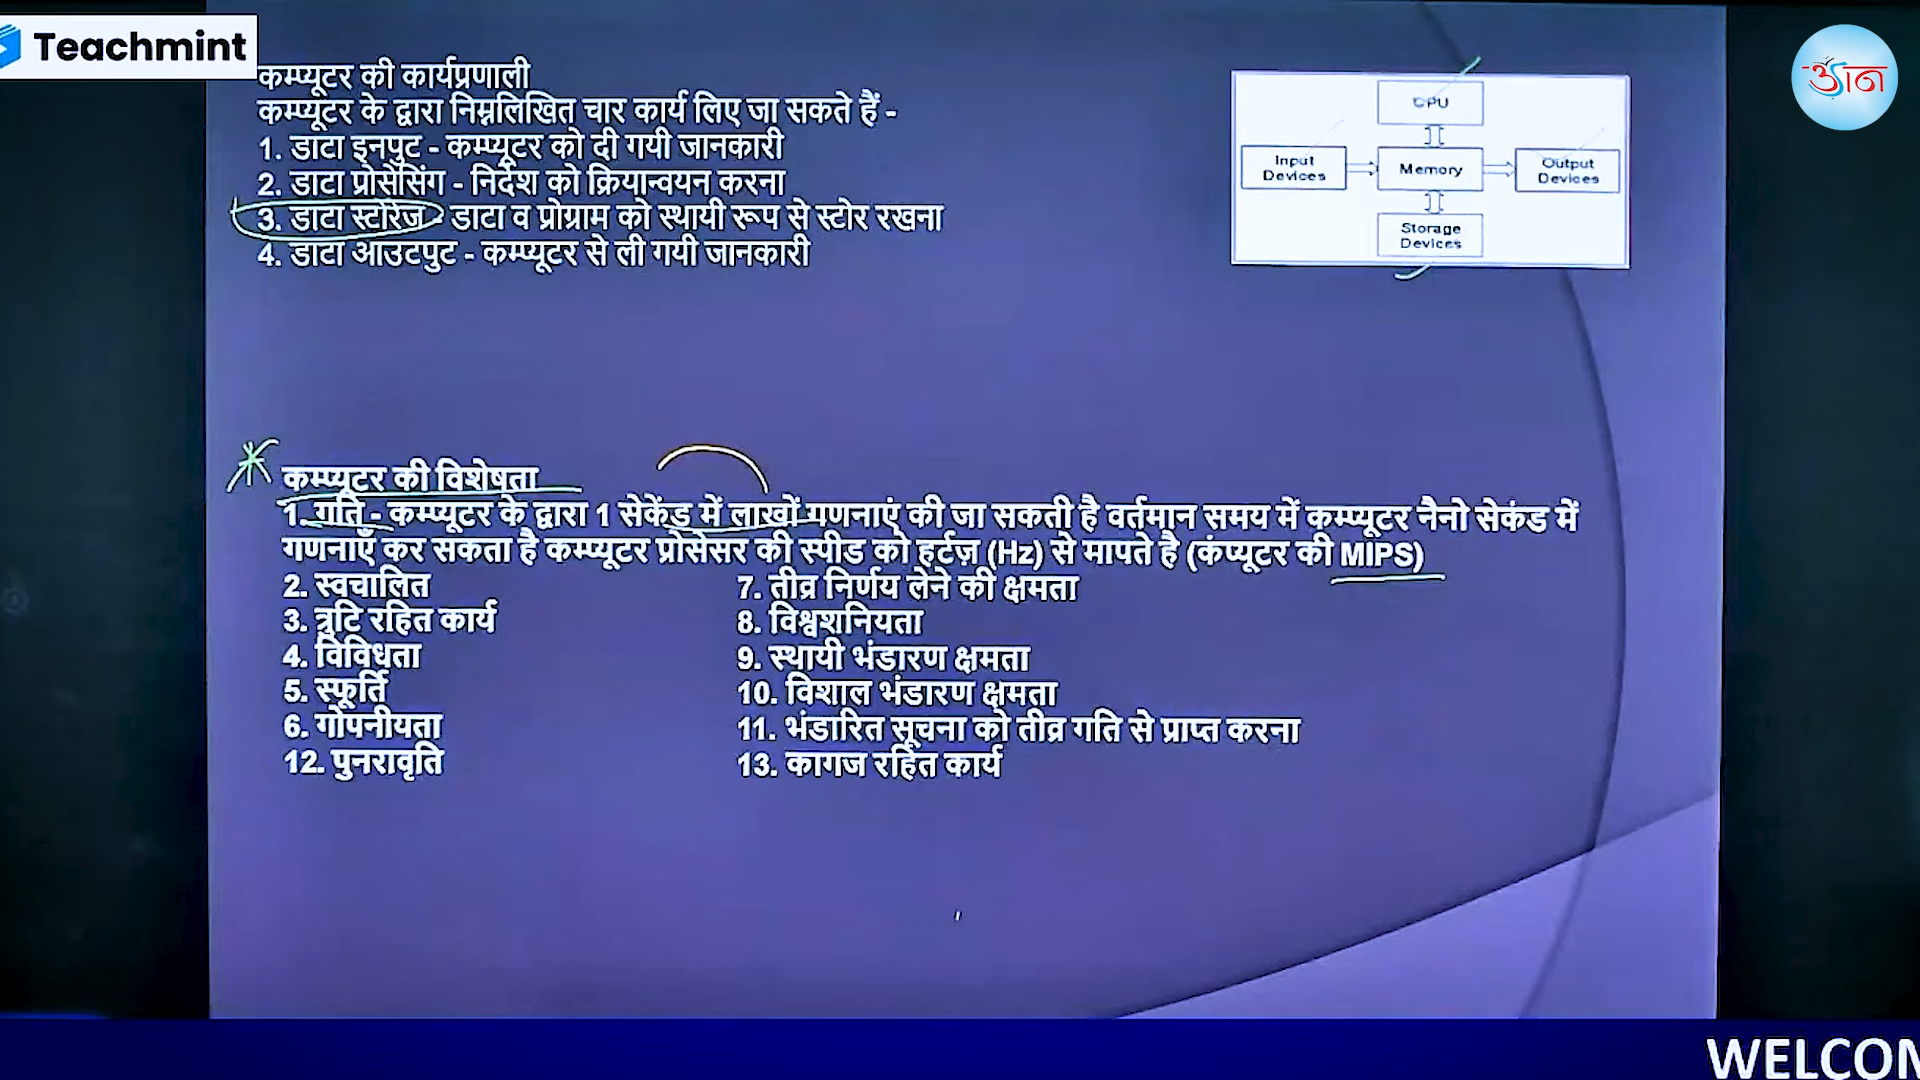 Teachmint
ज्ञान
कम्प्यूटर की कार्यप्रणाली
कम्प्यूटर के द्वारा निम्नलिखित चार कार्य लिए जा सकते हैं -
1. डाटा इनपुट - कम्प्यूटर को दी गयी जानकारी
2. डाटा प्रोसेसिंग - निर्देश को क्रियान्वयन करना
3. डाटा स्टोरेज - डाटा व प्रोग्राम को स्थायी रूप से स्टोर रखना
4. डाटा आउटपुट - कम्प्यूटर से ली गयी जानकारी
CPU
Input
Devices
Memory
Output
Devices
Storage
Devices
कम्प्यूटर की विशेषता
1. गति - कम्प्यूटर के द्वारा 1 सेकेंड में लाखों गणनाएं की जा सकती है वर्तमान समय में कम्प्यूटर नैनो सेकंड में
गणनाएँ कर सकता है कम्प्यूटर प्रोसेसर की स्पीड को हर्टज़ (Hz) से मापते है (कंप्यूटर की MIPS)
2. स्वचालित
3. त्रुटि रहित कार्य
4. विविधता
5. स्फूर्ति
6. गोपनीयता
12. पुनरावृति
7. तीव्र निर्णय लेने की क्षमता
8. विश्वशनियता
9. स्थायी भंडारण क्षमता
10. विशाल भंडारण क्षमता
11. भंडारित सूचना को तीव्र गति से प्राप्त करना
13. कागज रहित कार्य
WELCOM